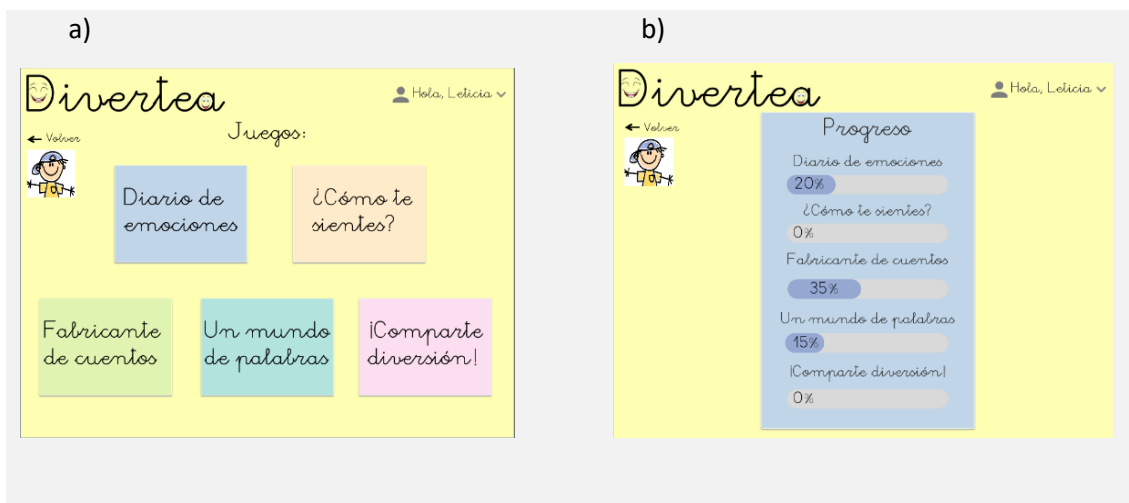 a)
Divertea
Hola, Leticia
Volver
Juegos:
Diario de
emociones
¿Cómo te
sientes?
Fabricante
de cuentos
Un mundo
de palabras
¡Comparte
diversión!
b)
Divertea
Hola, Leticia
Volver
Progreso
Diario de emociones
20%
¿Cómo te sientes?
0%
Fabricante de cuentos
35%
Un mundo de palabras
15%
¡Comparte diversión!
0%